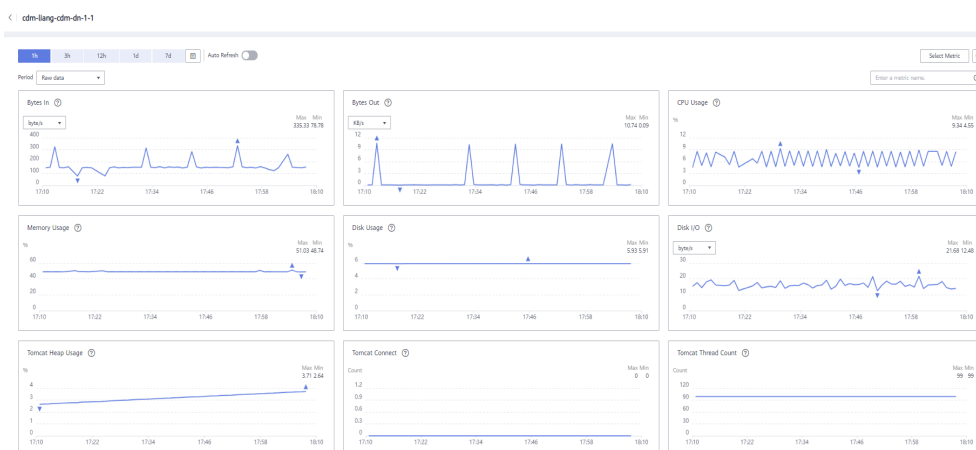 cdm-liang-cdm-dn-1-1
1h 3h 12h 1d 7d Auto Refresh Select Metric
Period Raw data Enter a metric name.
Bytes In
byte/s
Max Min
335.33 78.78
400
300
200
100
0
17:10 17:22 17:34 17:46 17:58 18:10
Bytes Out
KB/s
Max Min
10.74 0.09
12
9
6
3
0
17:10 17:22 17:34 17:46 17:58 18:10
CPU Usage
%
Max Min
9.34 4.55
12
9
6
3
0
17:10 17:22 17:34 17:46 17:58 18:10
Memory Usage
%
Max Min
51.03 48.74
60
40
20
0
17:10 17:22 17:34 17:46 17:58 18:10
Disk Usage
%
Max Min
5.93 5.91
6
4
2
0
17:10 17:22 17:34 17:46 17:58 18:10
Disk I/O
byte/s
Max Min
21.68 12.48
30
20
10
0
17:10 17:22 17:34 17:46 17:58 18:10
Tomcat Heap Usage
%
Max Min
3.71 2.64
4
3
2
1
0
17:10 17:22 17:34 17:46 17:58 18:10
Tomcat Connect
Count
Max Min
0 0
1.2
0.9
0.6
0.3
0
17:10 17:22 17:34 17:46 17:58 18:10
Tomcat Thread Count
Count
Max Min
99 99
120
90
60
30
0
17:10 17:22 17:34 17:46 17:58 18:10